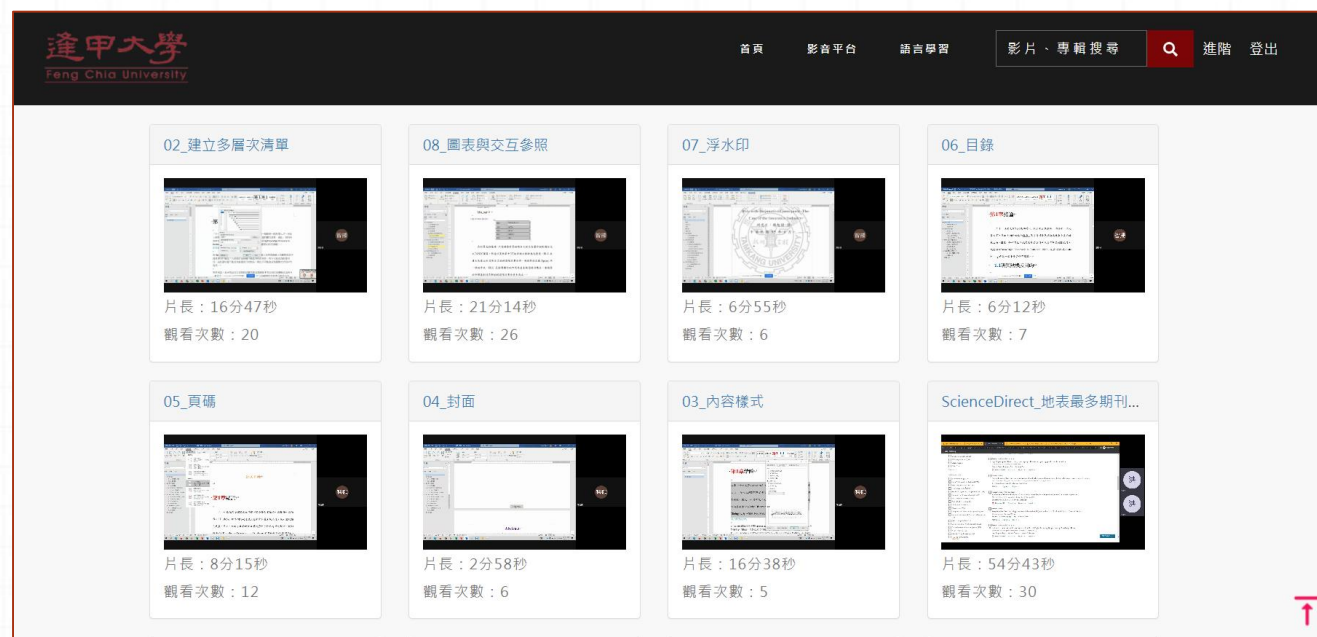 逢甲大學
Feng Chia University
首頁 影音平台 語言學習 影片、專輯搜尋 進階 登出
02_建立多層次清單
片長：16分47秒
觀看次數：20
08_圖表與交互參照
片長：21分14秒
觀看次數：26
07_浮水印
片長：6分55秒
觀看次數：6
06_目錄
片長：6分12秒
觀看次數：7
05_頁碼
片長：8分15秒
觀看次數：12
04_封面
片長：2分58秒
觀看次數：6
03_內容樣式
片長：16分38秒
觀看次數：5
ScienceDirect_地表最多期刊...
片長：54分43秒
觀看次數：30